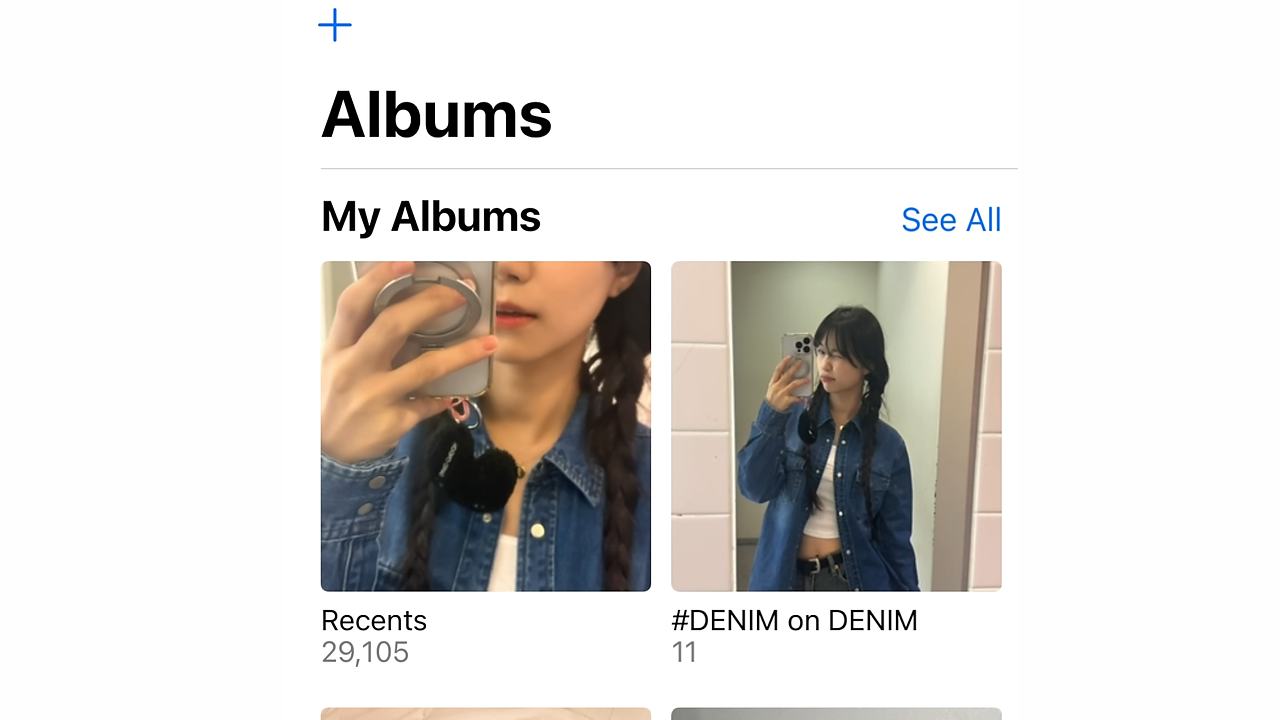 Albums
My Albums
See All
Recents
29,105
#DENIM on DENIM
11